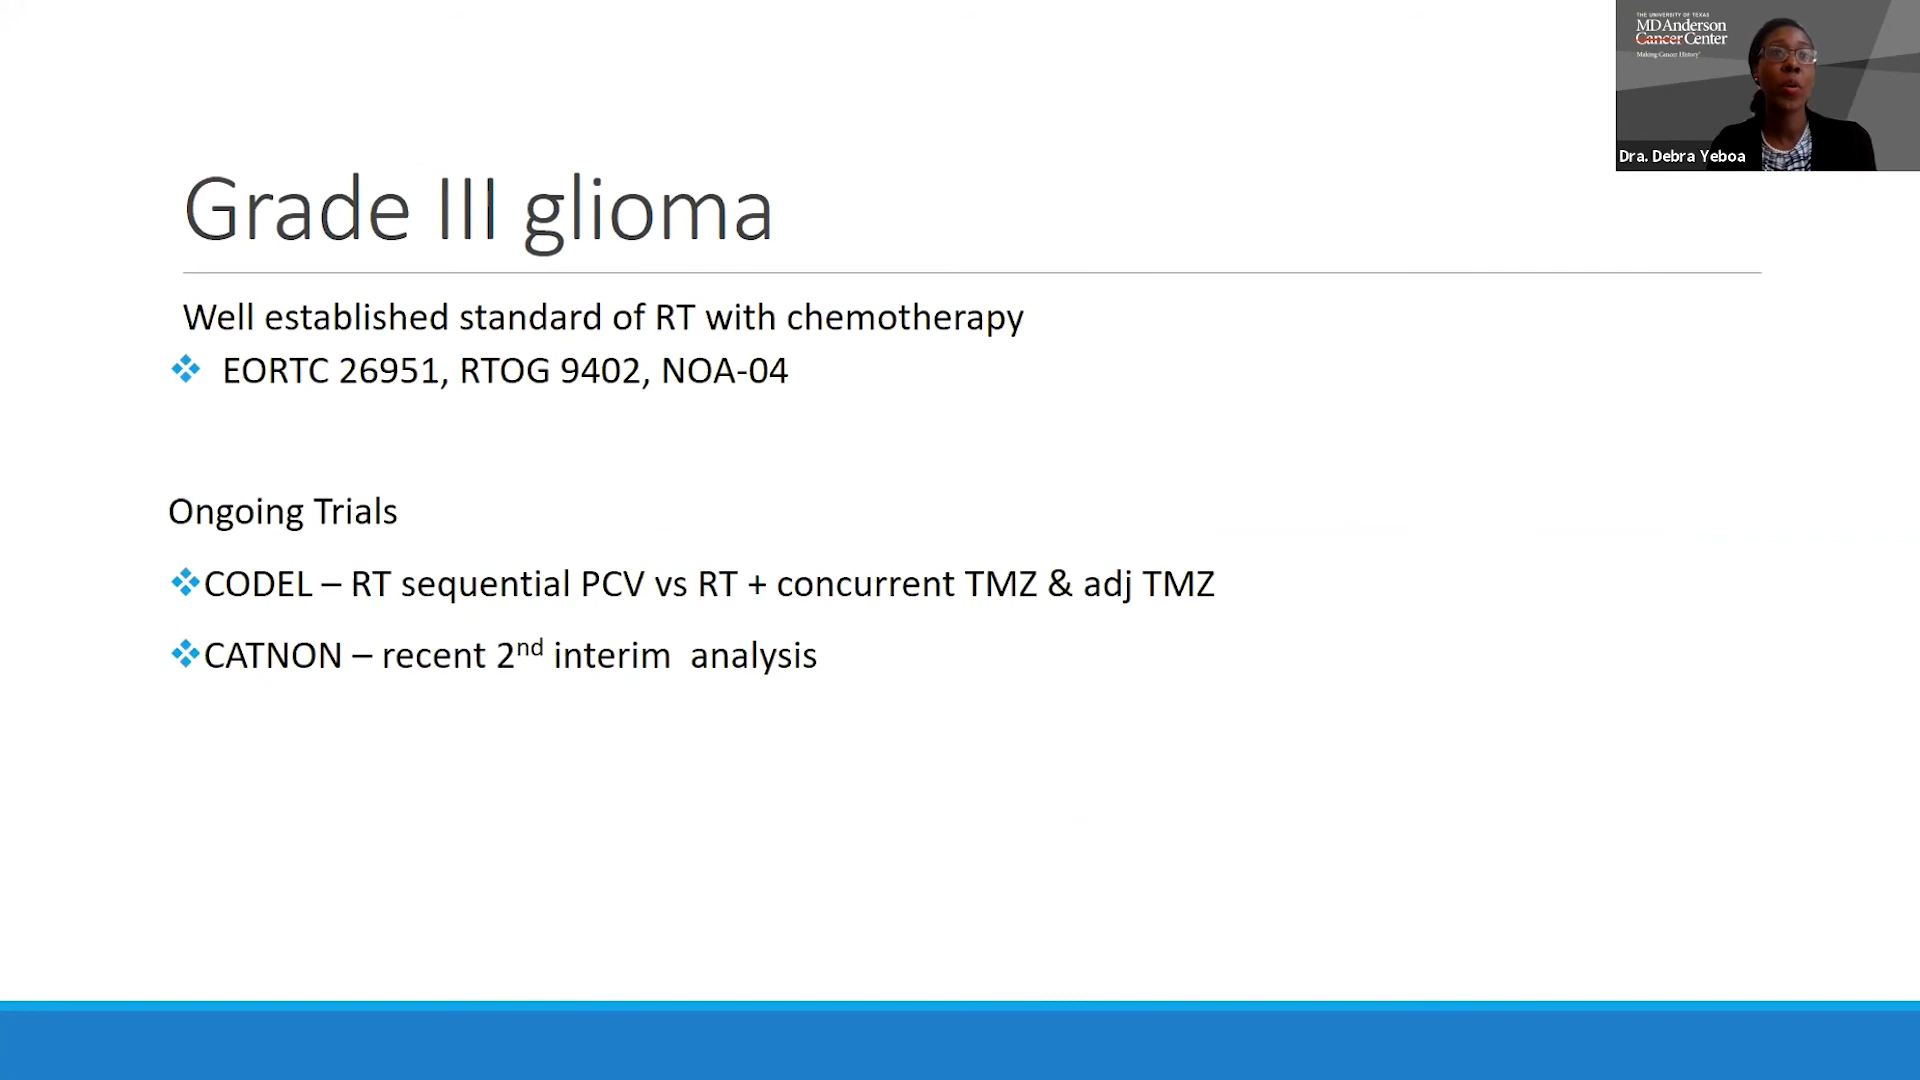 THE UNIVERSITY OF TEXAS
MD Anderson
Cancer Center
Making Cancer History®
Dra. Debra Yeboa
Grade III glioma
Well established standard of RT with chemotherapy
❖ EORTC 26951, RTOG 9402, NOA-04
Ongoing Trials
❖CODEL – RT sequential PCV vs RT + concurrent TMZ & adj TMZ
❖CATNON – recent 2nd interim analysis